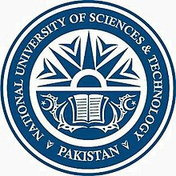 NATIONAL UNIVERSITY OF SCIENCES & TECHNOLOGY
PAKISTAN